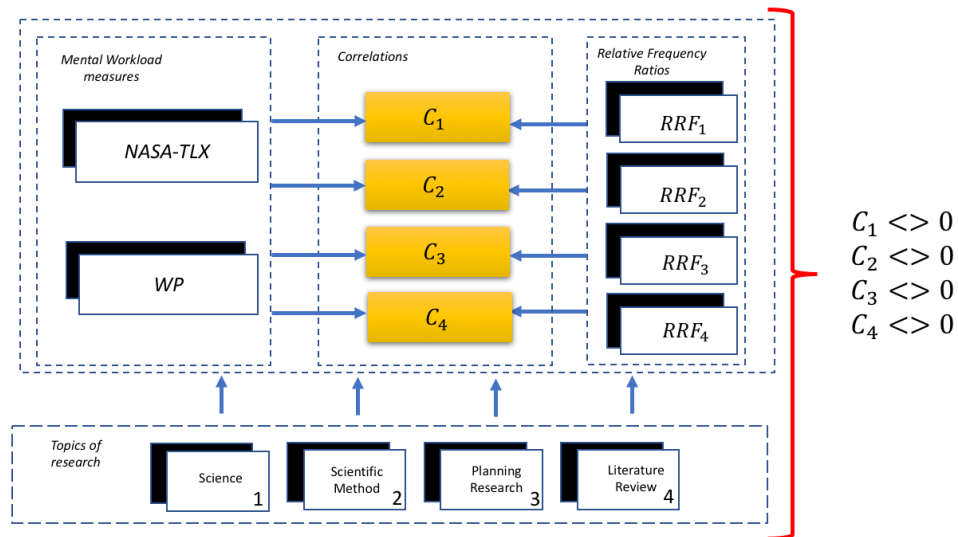 Mental Workload
measures
Correlations
Relative Frequency
Ratios
NASA-TLX
WP
C₁
C₂
C₃
C₄
RRF₁
RRF₂
RRF₃
RRF₄
C₁ <> 0
C₂ <> 0
C₃ <> 0
C₄ <> 0
Topics of
research
Science
1
Scientific
Method
2
Planning
Research
3
Literature
Review
4